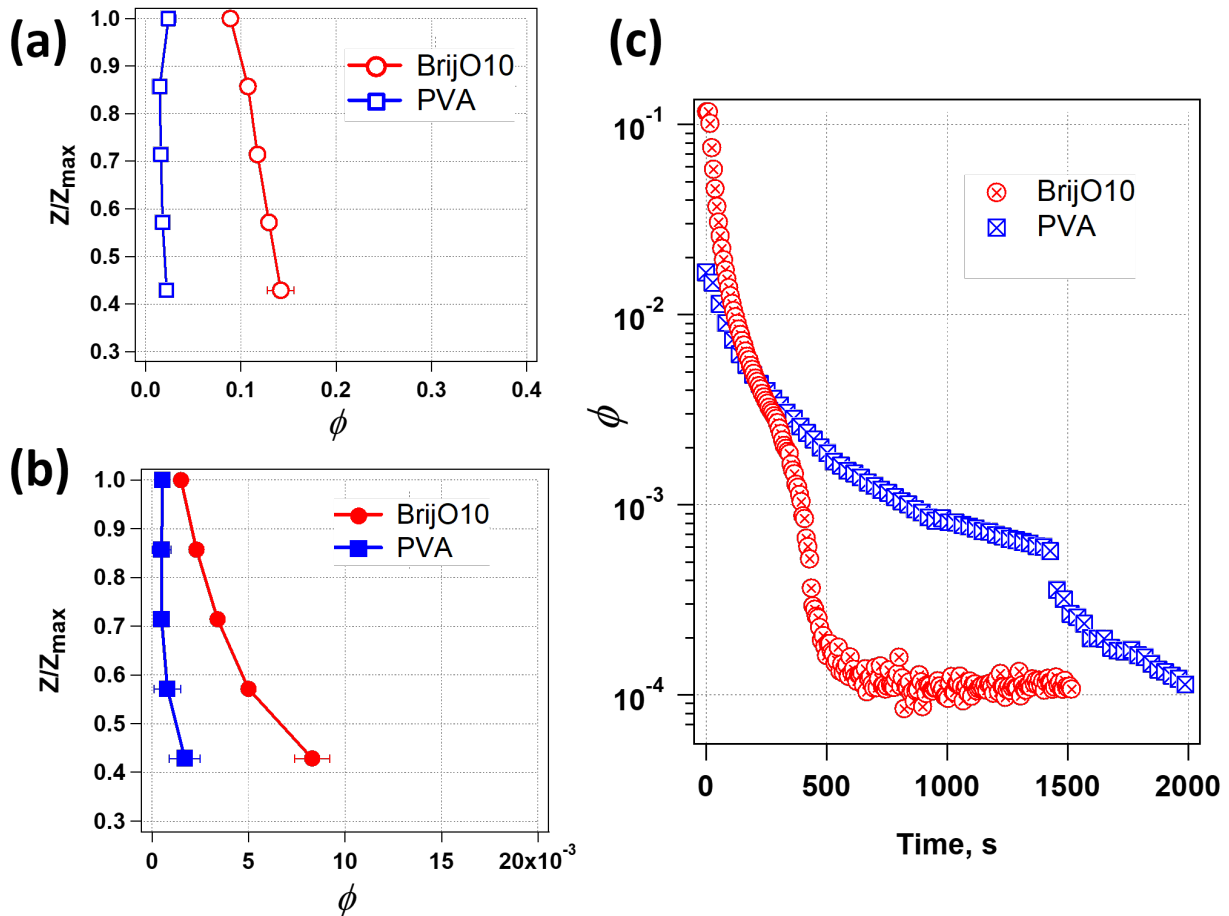 (a)
1.0
0.9
0.8
0.7
0.6
0.5
0.4
0.3
Z/Zmax
BrijO10
PVA
0.0 0.1 0.2 0.3 0.4
ϕ
(b)
1.0
0.9
0.8
0.7
0.6
0.5
0.4
0.3
Z/Zmax
BrijO10
PVA
0 5 10 15 20x10⁻³
ϕ
(c)
10⁻¹
10⁻²
10⁻³
10⁻⁴
ϕ
BrijO10
PVA
0 500 1000 1500 2000
Time, s